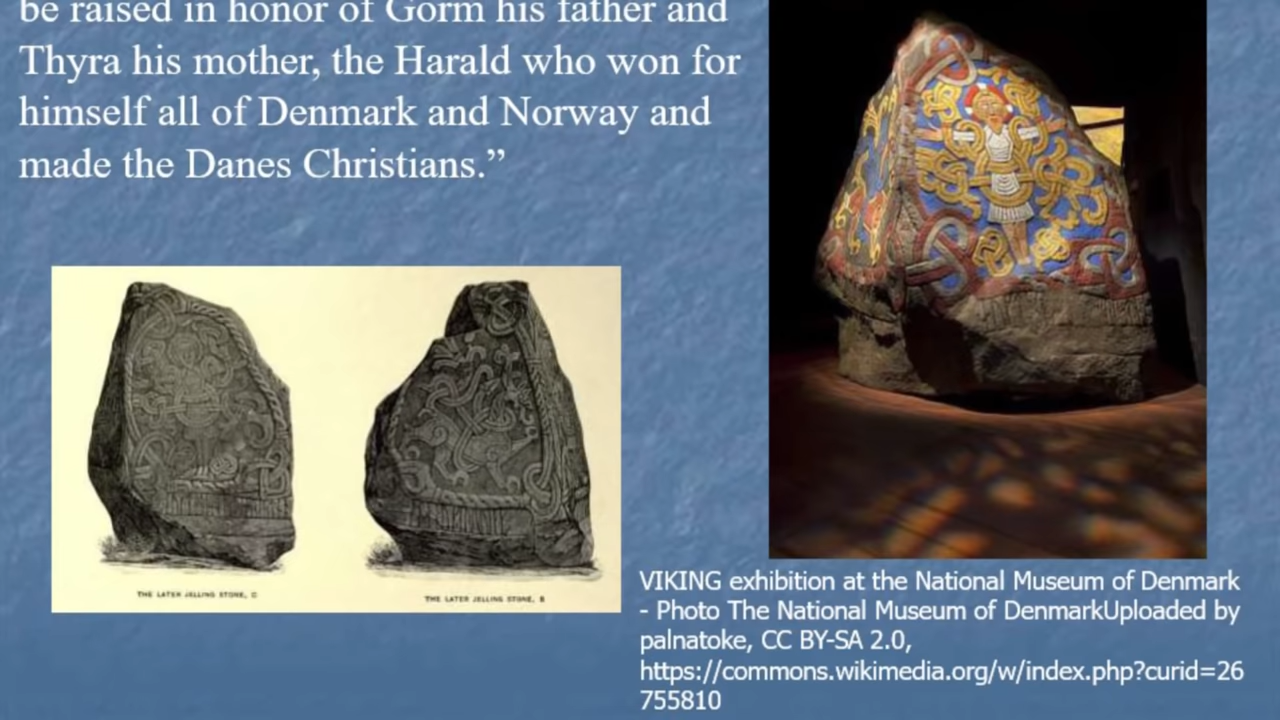 be raised in honor of Gorm his father and
Thyra his mother, the Harald who won for
himself all of Denmark and Norway and
made the Danes Christians.”
THE LATER JELLING STONE, C
THE LATER JELLING STONE, B
VIKING exhibition at the National Museum of Denmark
- Photo The National Museum of DenmarkUploaded by
palnatoke, CC BY-SA 2.0,
https://commons.wikimedia.org/w/index.php?curid=26
755810